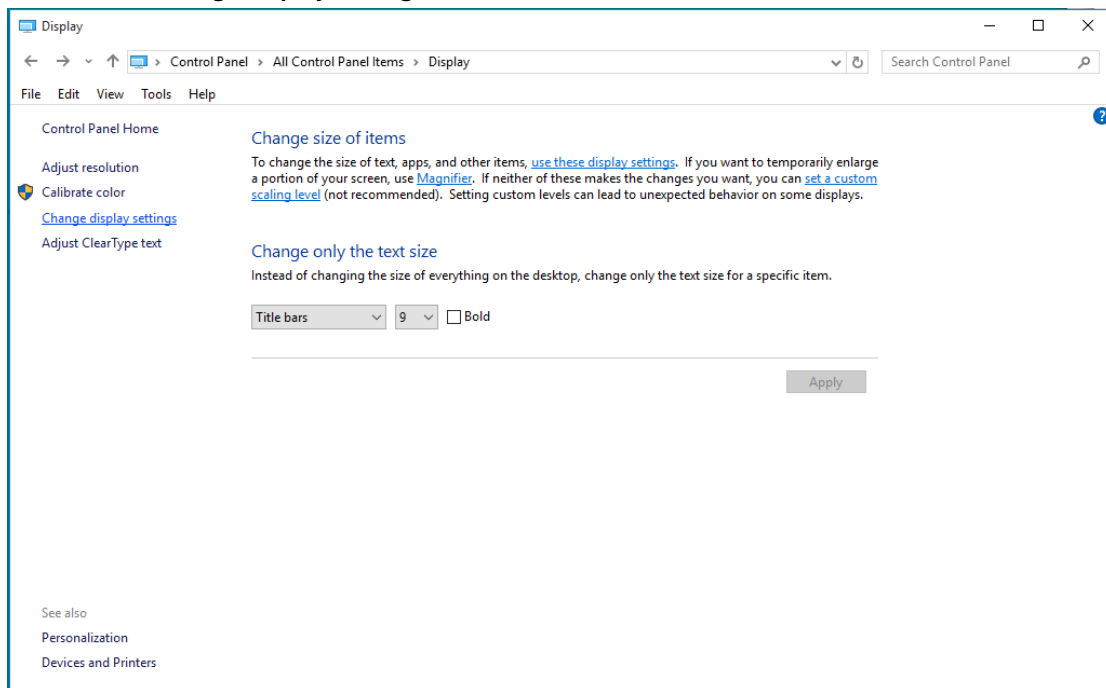 Display
Control Panel > All Control Panel Items > Display
Search Control Panel
File Edit View Tools Help
Control Panel Home
Adjust resolution
Calibrate color
Change display settings
Adjust ClearType text
Change size of items
To change the size of text, apps, and other items, use these display settings. If you want to temporarily enlarge
a portion of your screen, use Magnifier. If neither of these makes the changes you want, you can set a custom
scaling level (not recommended). Setting custom levels can lead to unexpected behavior on some displays.
Change only the text size
Instead of changing the size of everything on the desktop, change only the text size for a specific item.
Title bars 9 Bold
Apply
See also
Personalization
Devices and Printers